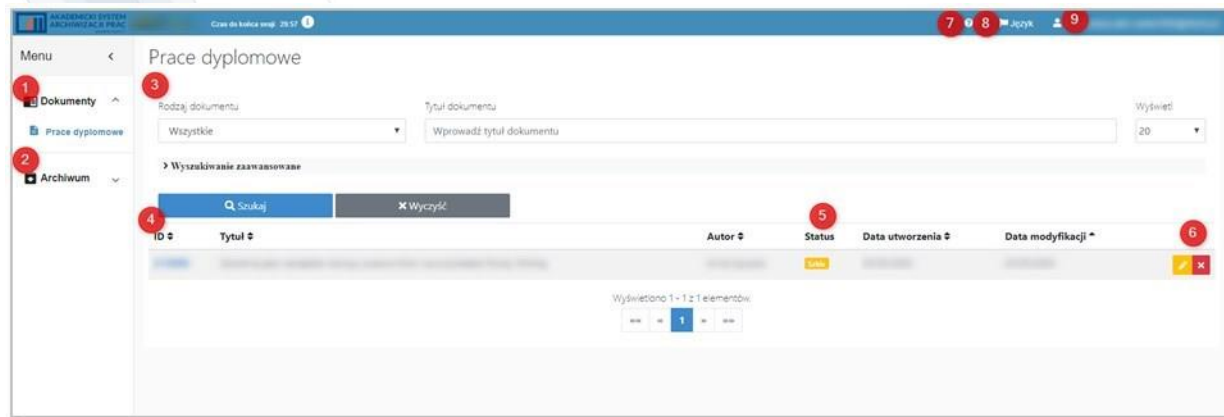 AKADEMICKI SYSTEM
ARCHIWIZACJI PRAC
Czas do końca sesji 29:57
7
8 Język
9
Menu
Prace dyplomowe
1
Dokumenty
Prace dyplomowe
2
Archiwum
3
Rodzaj dokumentu
Tytuł dokumentu
Wyświetl
Wszystkie
Wprowadź tytuł dokumentu
20
Wyszukiwanie zaawansowane
Szukaj
Wyczyść
4
5
6
ID
Tytuł
Autor
Status
Data utworzenia
Data modyfikacji
Wyświetlono 1 - 1 z 1 elementów.
«« « 1 » »»